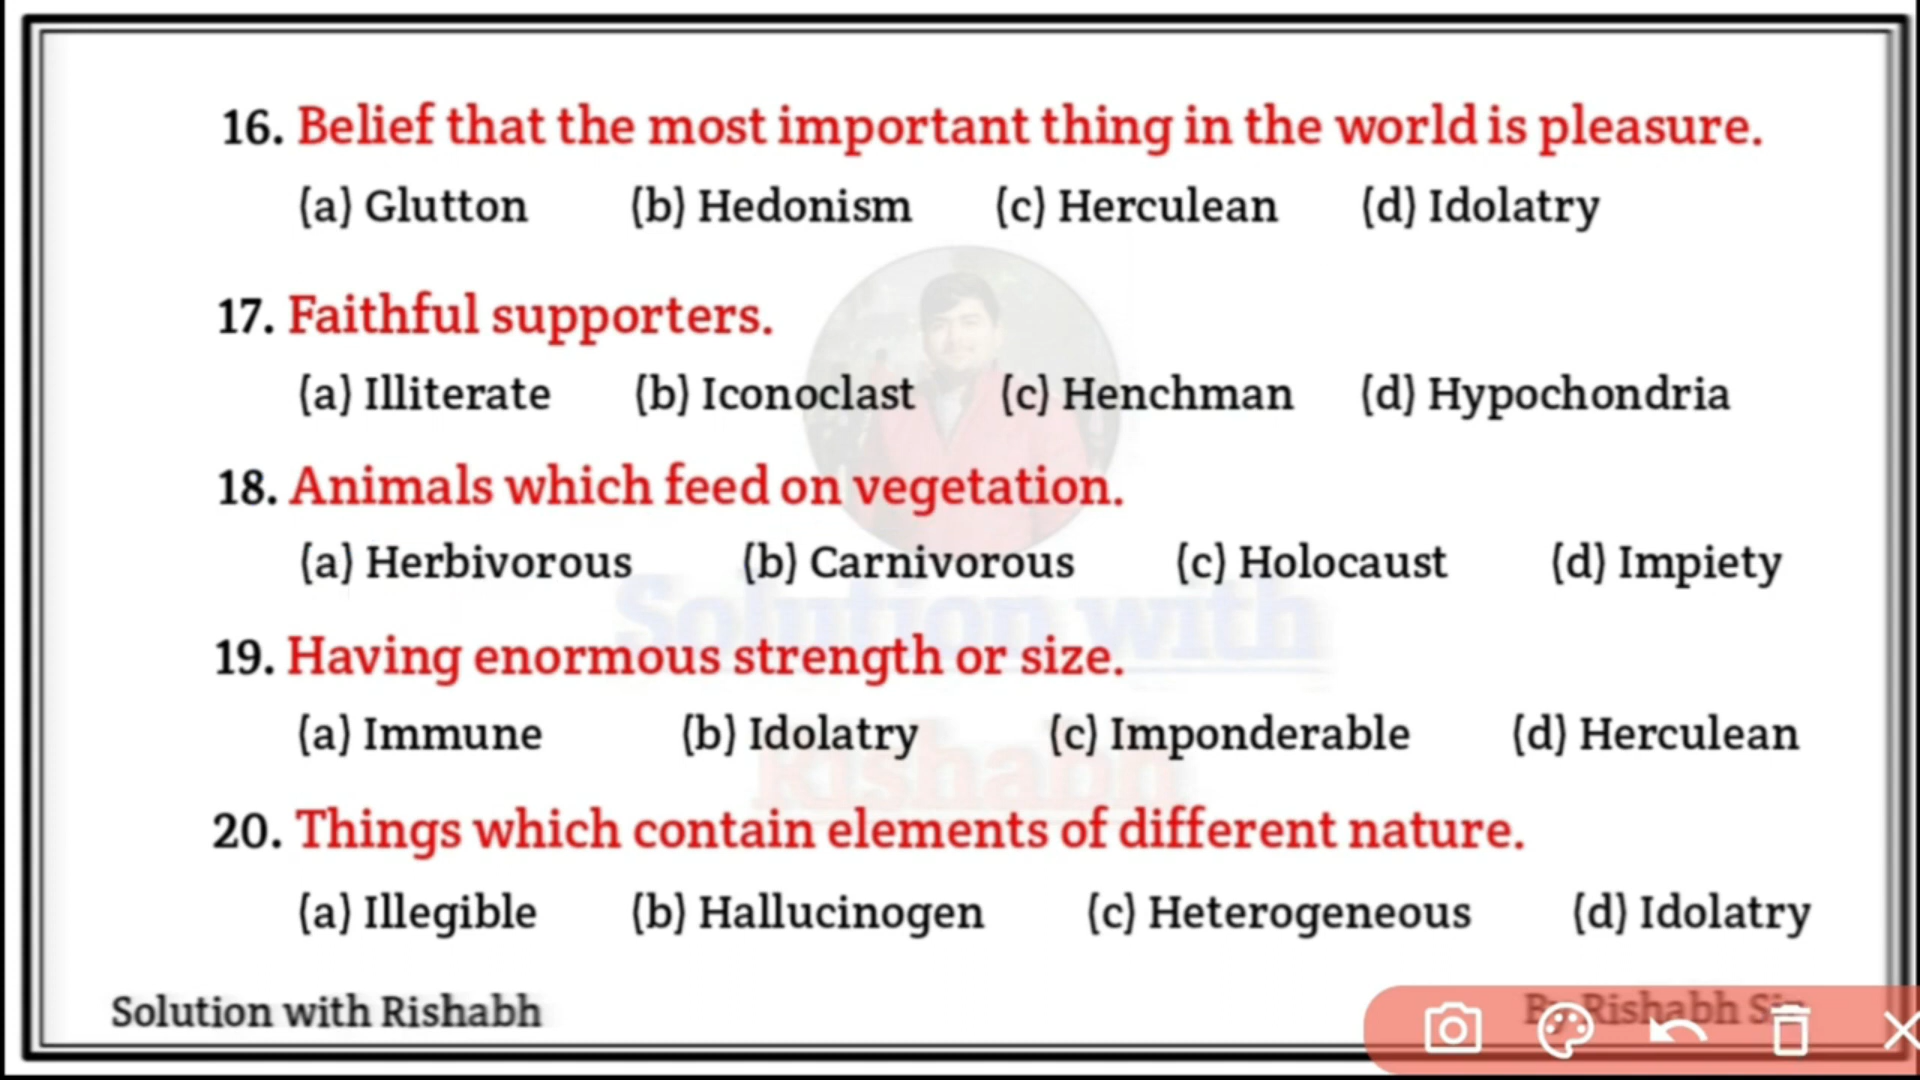 16. Belief that the most important thing in the world is pleasure.
(a) Glutton (b) Hedonism (c) Herculean (d) Idolatry
17. Faithful supporters.
(a) Illiterate (b) Iconoclast (c) Henchman (d) Hypochondria
18. Animals which feed on vegetation.
(a) Herbivorous (b) Carnivorous (c) Holocaust (d) Impiety
Solution with
19. Having enormous strength or size.
(a) Immune (b) Idolatry (c) Imponderable (d) Herculean
Rishabh
20. Things which contain elements of different nature.
(a) Illegible (b) Hallucinogen (c) Heterogeneous (d) Idolatry
Solution with Rishabh
By Rishabh Sir